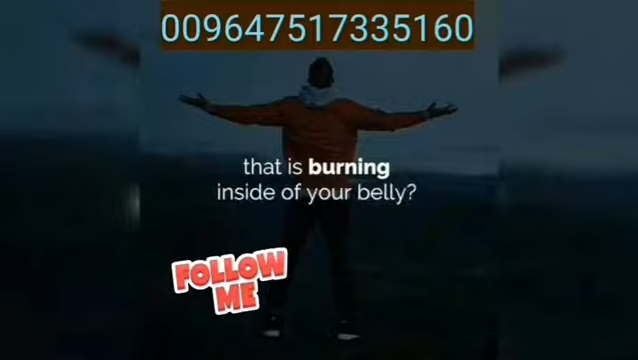 009647517335160
that is burning
inside of your belly?
FOLLOW
ME